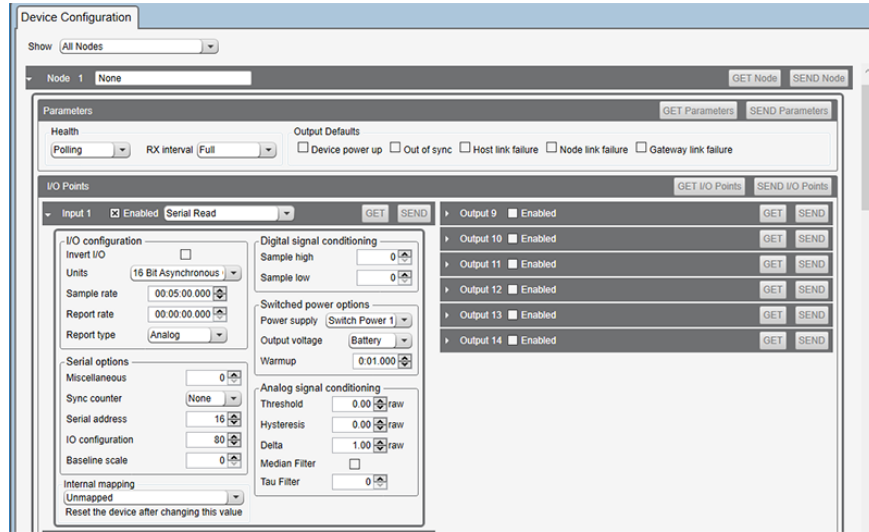 Device Configuration
Show All Nodes
Node 1 None GET Node SEND Node
Parameters GET Parameters SEND Parameters
Health
Polling RX interval Full
Output Defaults
Device power up Out of sync Host link failure Node link failure Gateway link failure
I/O Points GET I/O Points SEND I/O Points
Input 1 Enabled Serial Read GET SEND
I/O configuration
Invert I/O
Units 16 Bit Asynchronous
Sample rate 00:05:00.000
Report rate 00:00:00.000
Report type Analog
Serial options
Miscellaneous 0
Sync counter None
Serial address 16
IO configuration 80
Baseline scale 0
Internal mapping
Unmapped
Reset the device after changing this value
Digital signal conditioning
Sample high 0
Sample low 0
Switched power options
Power supply Switch Power 1
Output voltage Battery
Warmup 0:01.000
Analog signal conditioning
Threshold 0.00 raw
Hysteresis 0.00 raw
Delta 1.00 raw
Median Filter
Tau Filter 0
Output 9 Enabled GET SEND
Output 10 Enabled GET SEND
Output 11 Enabled GET SEND
Output 12 Enabled GET SEND
Output 13 Enabled GET SEND
Output 14 Enabled GET SEND